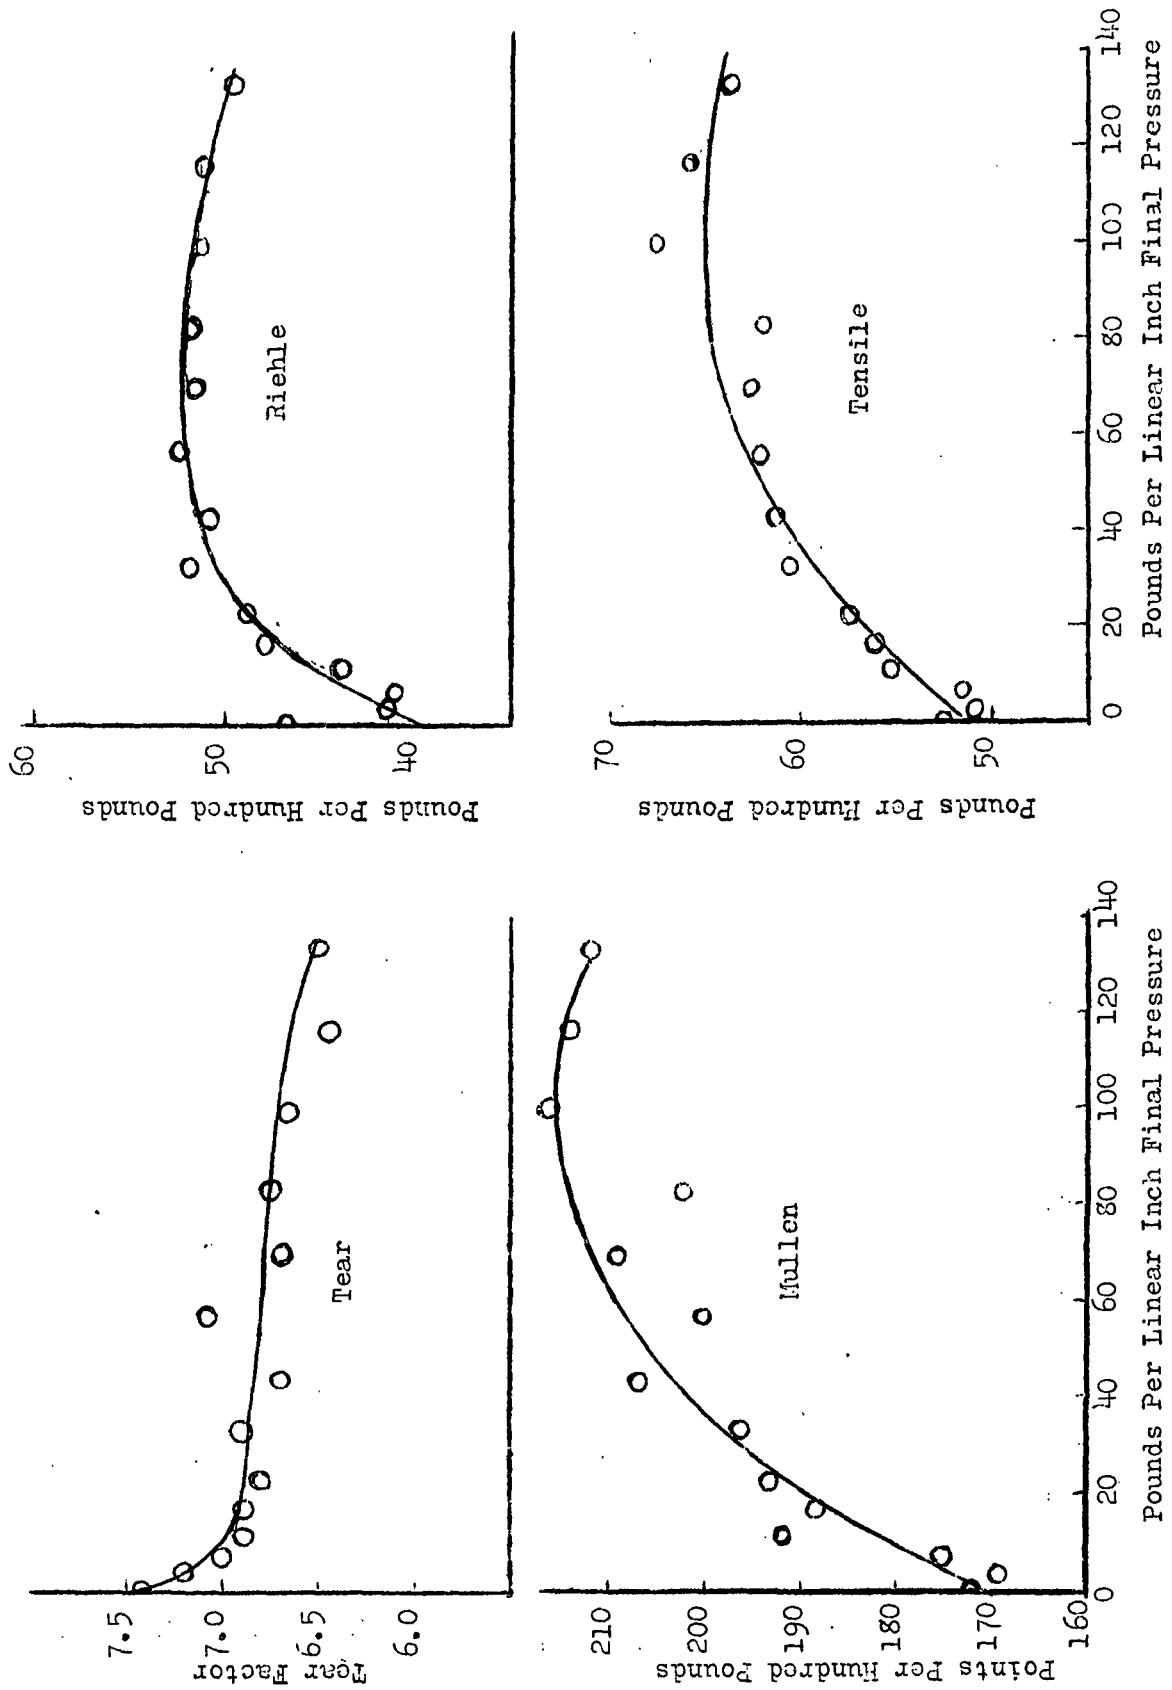 Tear Factor
7.5
7.0
6.5
6.0
Tear
Pounds Per Hundred Pounds
60
50
40
Riehle
Points Per Hundred Pounds
210
200
190
180
170
160
Mullen
0 20 40 60 80 100 120 140
Pounds Per Linear Inch Final Pressure
Pounds Per Hundred Pounds
70
60
50
Tensile
0 20 40 60 80 100 120 140
Pounds Per Linear Inch Final Pressure